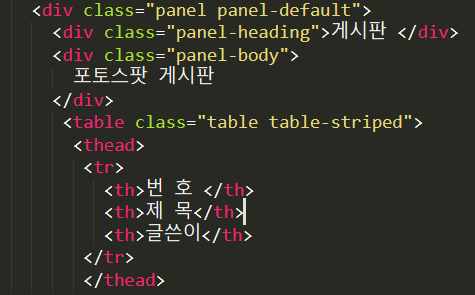 <div class="panel panel-default">
<div class="panel-heading">게시판 </div>
<div class="panel-body">
포토스팟 게시판
</div>
<table class="table table-striped">
<thead>
<tr>
<th>번 호 </th>
<th>제 목</th>
<th>글쓴이</th>
</tr>
</thead>